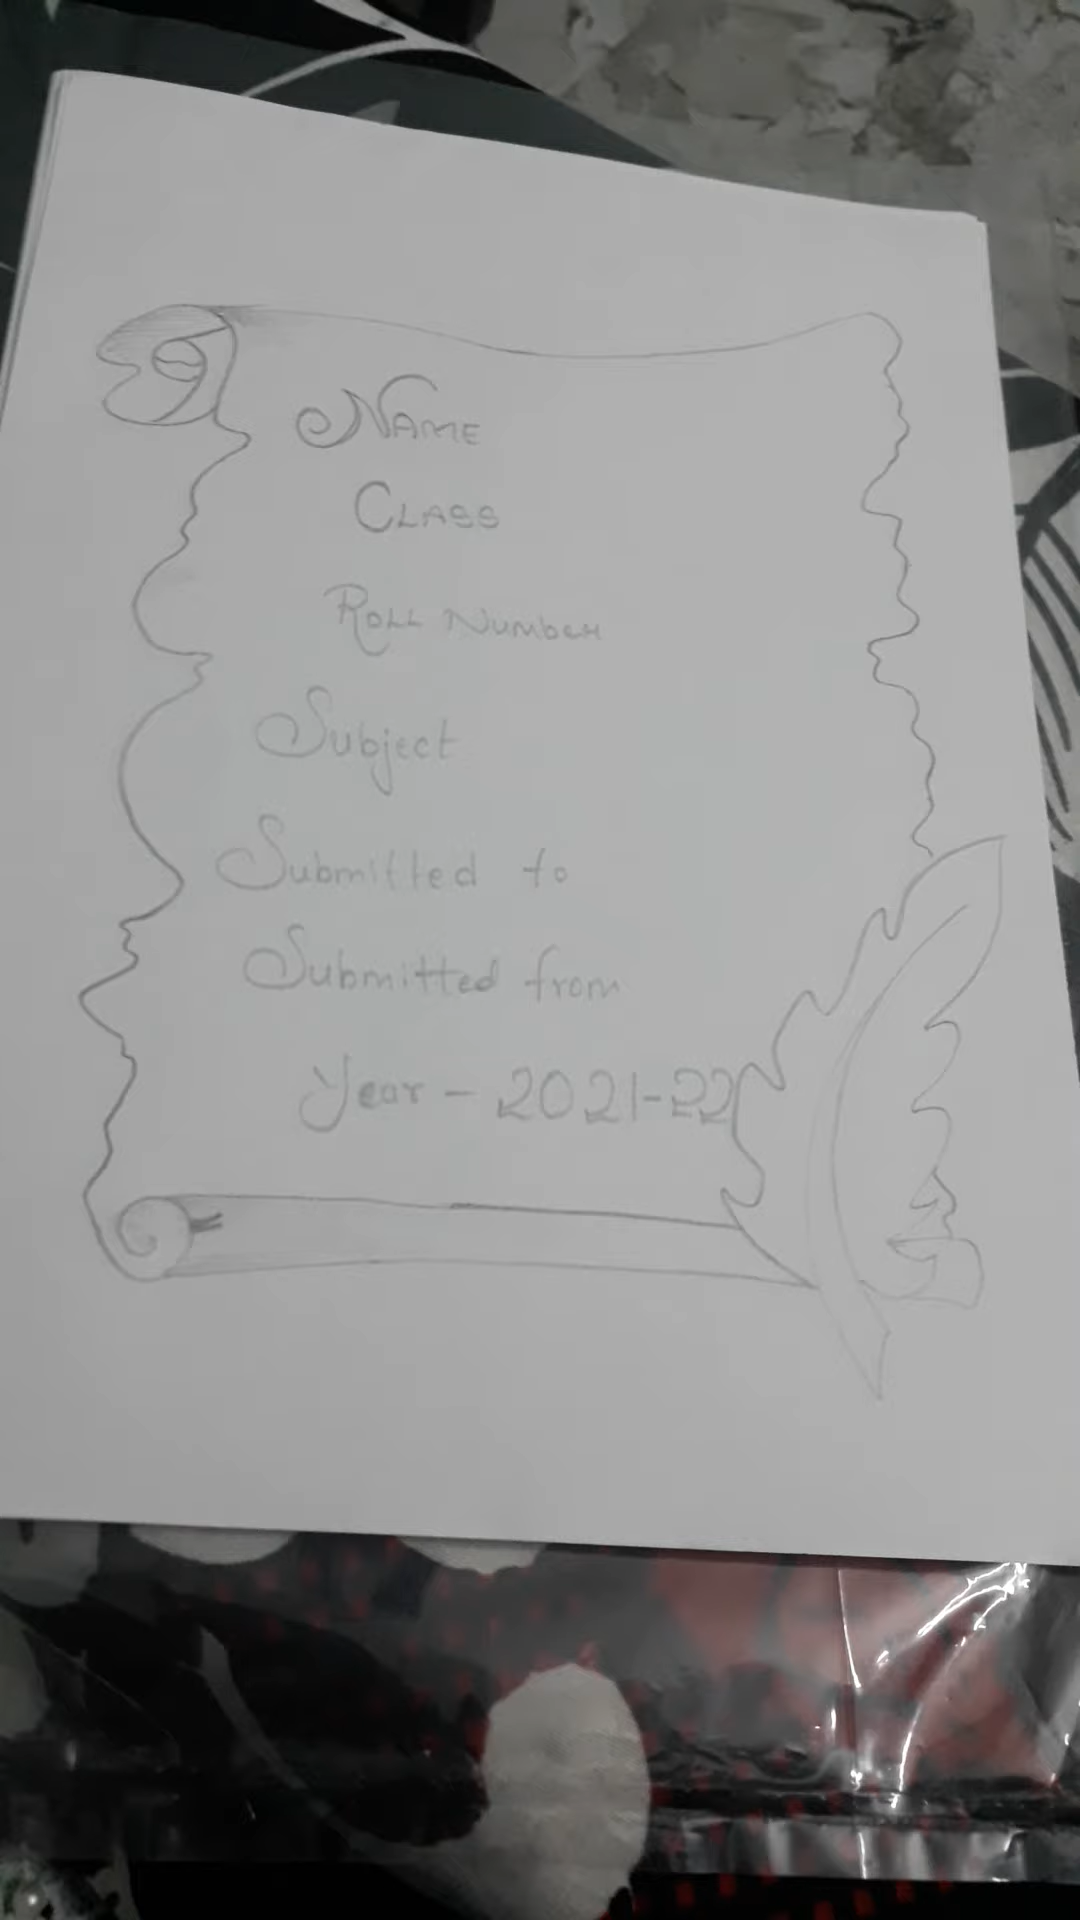 NAME
CLASS
ROLL NUMBER
Subject
Submitted to
Submitted from
Year - 2021-22